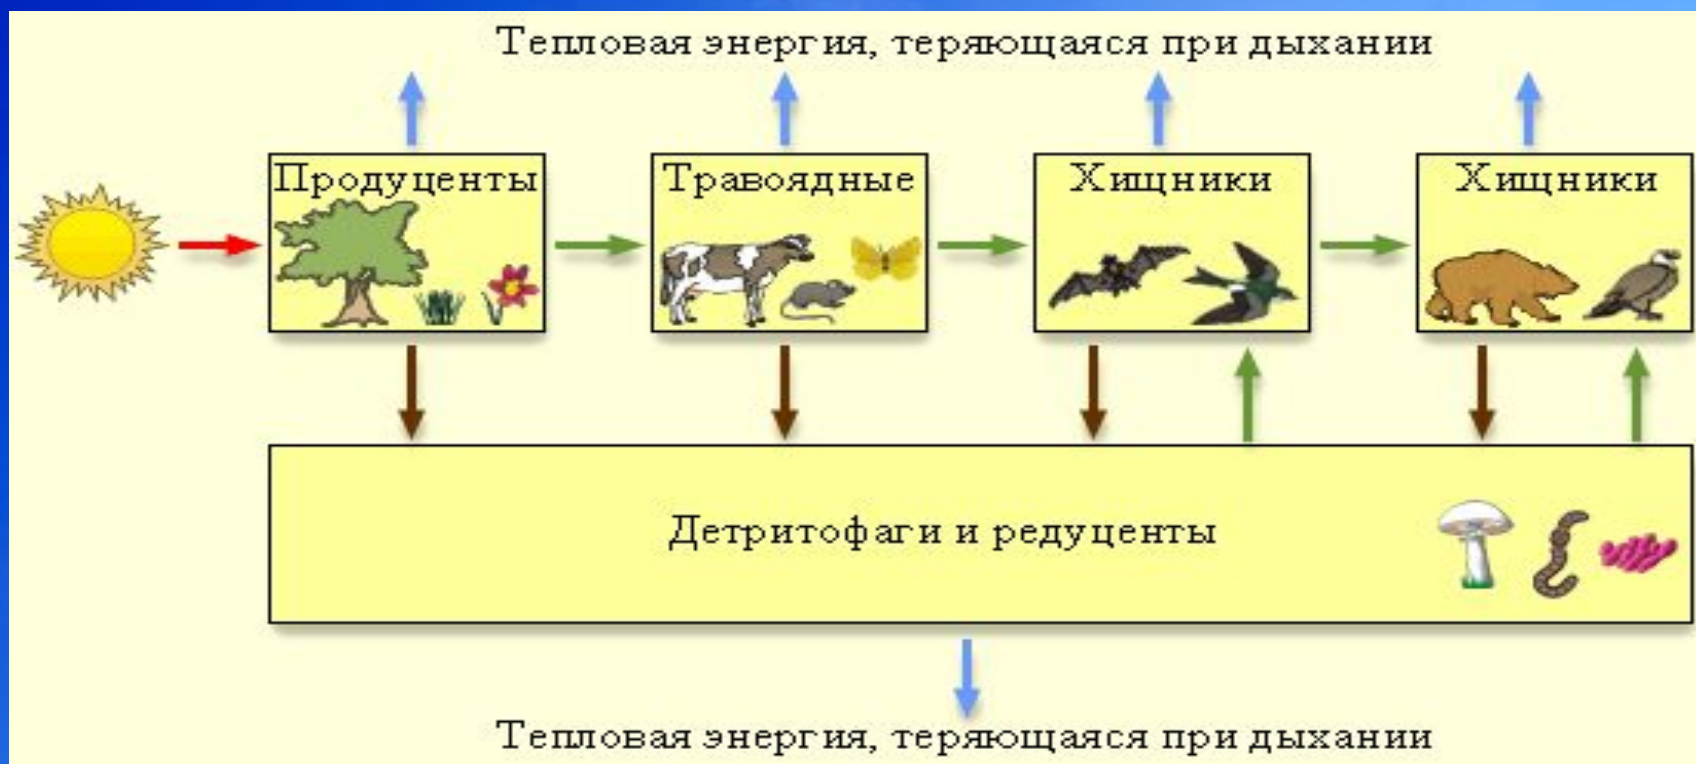 Тепловая энергия, теряющаяся при дыхании
Продуценты
Травоядные
Хищники
Хищники
Детритофаги и редуценты
Тепловая энергия, теряющаяся при дыхании